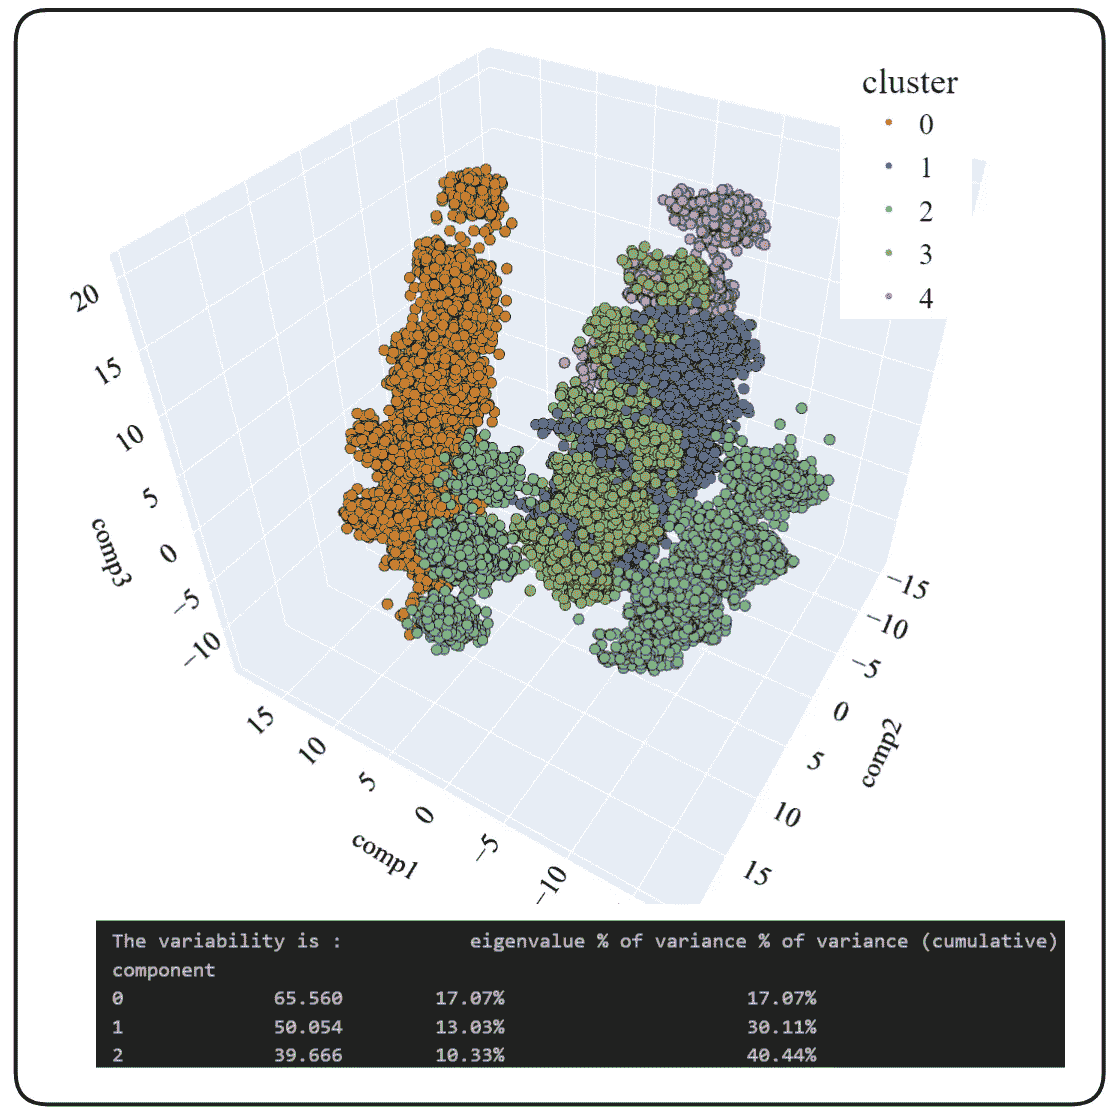 cluster
0
1
2
3
4
20
15
10
5
0
−5
−10
comp3
15
10
5
0
−5
−10
comp1
−15
−10
−5
0
5
10
15
comp2
The variability is : eigenvalue % of variance % of variance (cumulative)
component
0 65.560 17.07% 17.07%
1 50.054 13.03% 30.11%
2 39.666 10.33% 40.44%